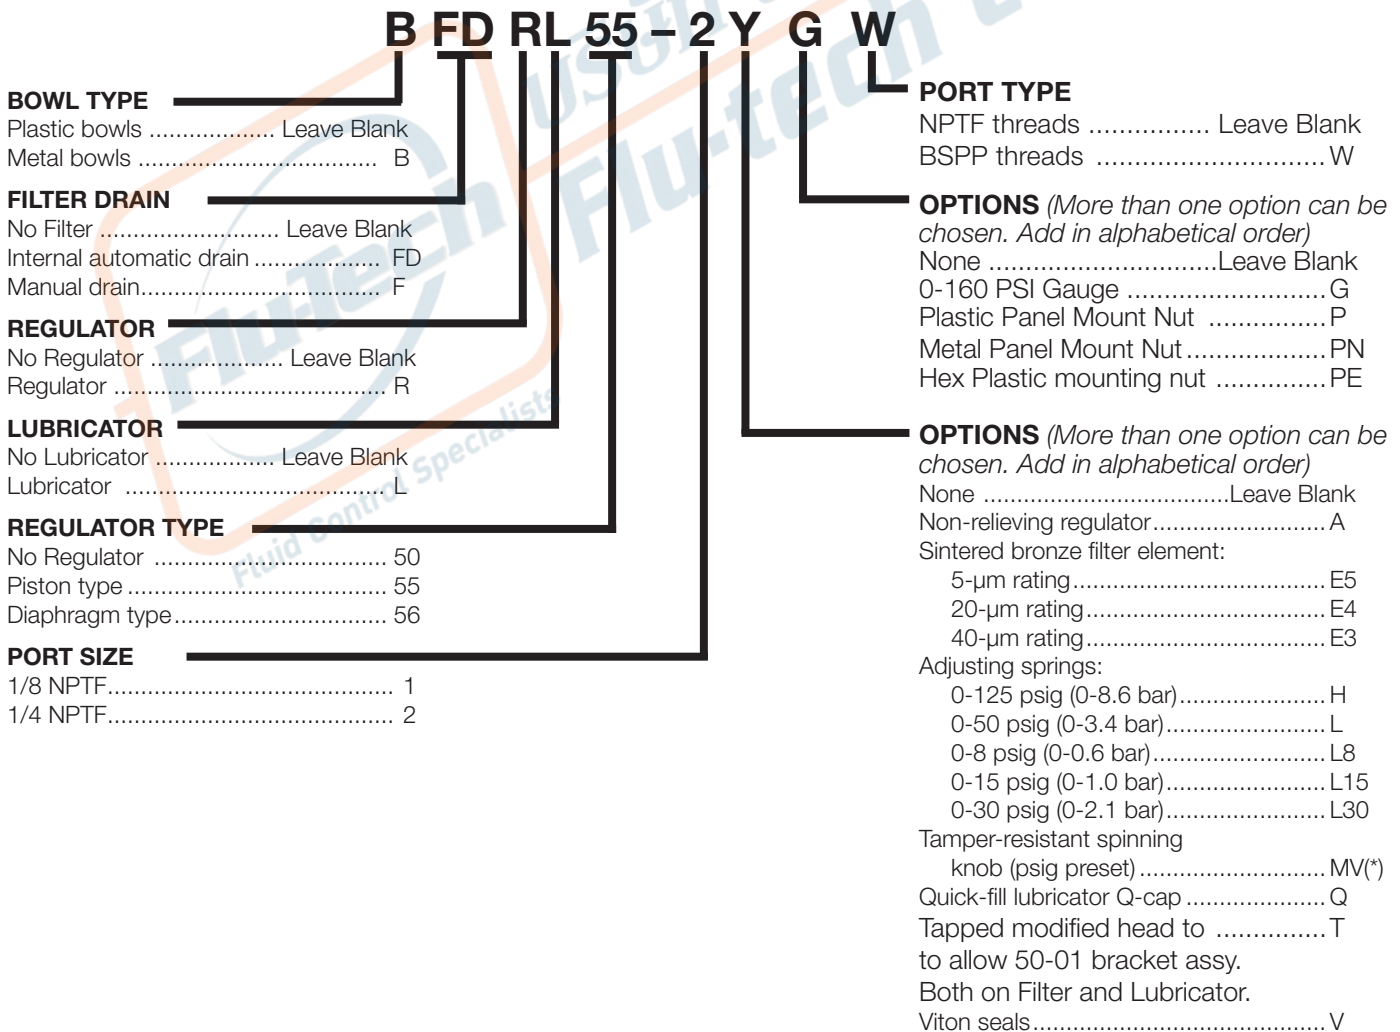 B FD RL 55 – 2 Y G W
BOWL TYPE
Plastic bowls ................... Leave Blank
Metal bowls .................................... B
FILTER DRAIN
No Filter ........................... Leave Blank
Internal automatic drain ................... FD
Manual drain.................................... F
REGULATOR
No Regulator .................... Leave Blank
Regulator ......................................... R
LUBRICATOR
No Lubricator .................. Leave Blank
Lubricator ....................................... L
REGULATOR TYPE
No Regulator ................................... 50
Piston type ....................................... 55
Diaphragm type................................ 56
PORT SIZE
1/8 NPTF........................................... 1
1/4 NPTF........................................... 2
PORT TYPE
NPTF threads ................ Leave Blank
BSPP threads ..............................W
OPTIONS (More than one option can be
chosen. Add in alphabetical order)
None ..............................Leave Blank
0-160 PSI Gauge ..........................G
Plastic Panel Mount Nut ................P
Metal Panel Mount Nut ...................PN
Hex Plastic mounting nut ...............PE
OPTIONS (More than one option can be
chosen. Add in alphabetical order)
None .....................................Leave Blank
Non-relieving regulator.......................... A
Sintered bronze filter element:
5-µm rating...................................... E5
20-µm rating.................................... E4
40-µm rating.................................... E3
Adjusting springs:
0-125 psig (0-8.6 bar)...................... H
0-50 psig (0-3.4 bar)........................ L
0-8 psig (0-0.6 bar).......................... L8
0-15 psig (0-1.0 bar)........................ L15
0-30 psig (0-2.1 bar)........................ L30
Tamper-resistant spinning
knob (psig preset) ............................ MV(*)
Quick-fill lubricator Q-cap ..................... Q
Tapped modified head to ...............T
to allow 50-01 bracket assy.
Both on Filter and Lubricator.
Viton seals............................................ V
Flu-Tech
Fluid Control Specialists